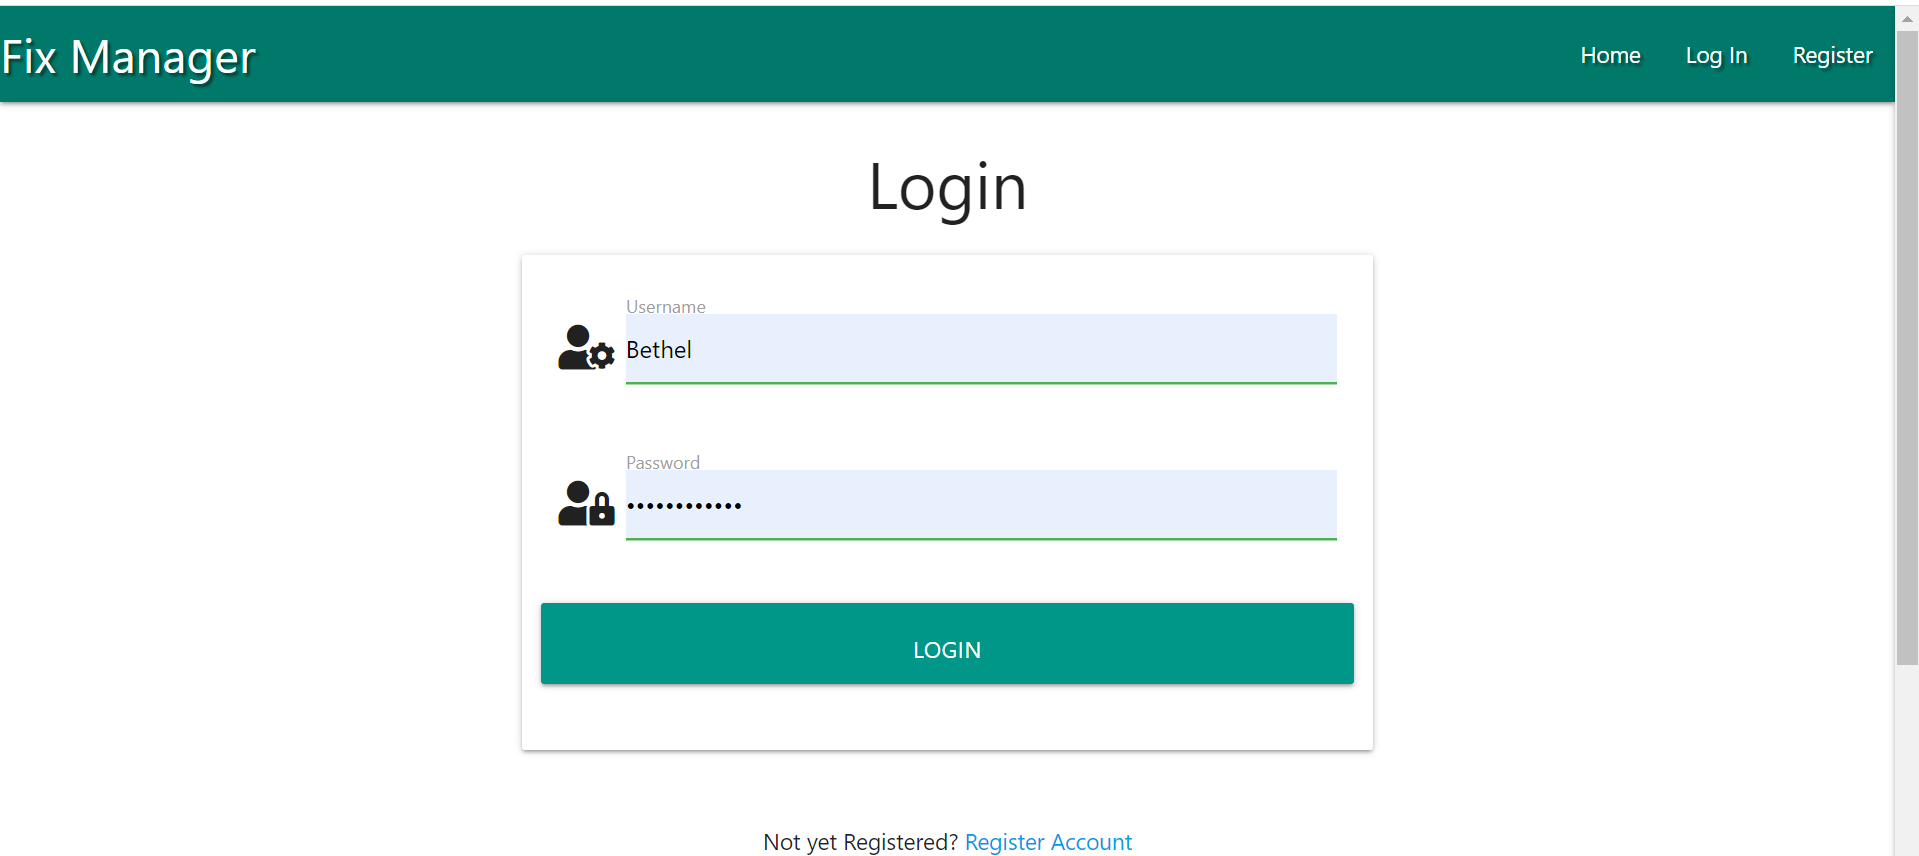 Fix Manager
Home Log In Register
Login
Username
Bethel
Password
••••••••••••
LOGIN
Not yet Registered? Register Account